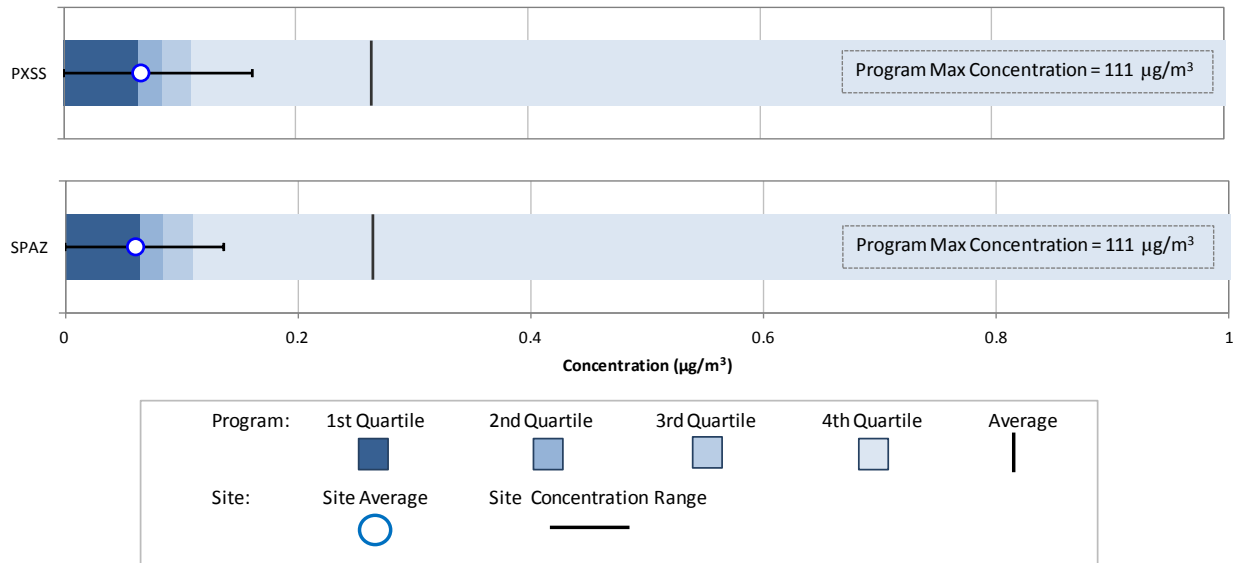 PXSS
Program Max Concentration = 111 µg/m³
SPAZ
Program Max Concentration = 111 µg/m³
0 0.2 0.4 0.6 0.8 1
Concentration (µg/m³)
Program: 1st Quartile 2nd Quartile 3rd Quartile 4th Quartile Average
Site: Site Average Site Concentration Range